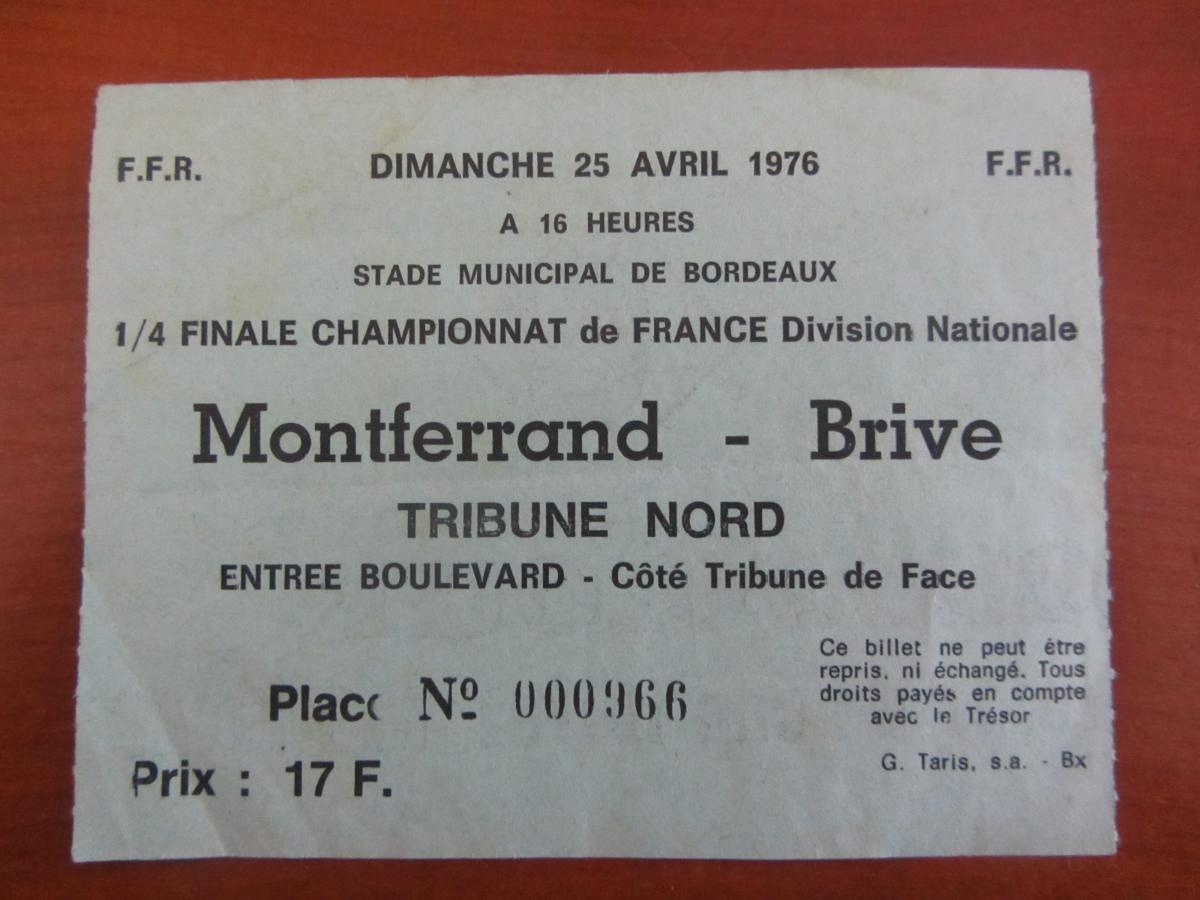 F.F.R. DIMANCHE 25 AVRIL 1976 F.F.R.
A 16 HEURES
STADE MUNICIPAL DE BORDEAUX
1/4 FINALE CHAMPIONNAT de FRANCE Division Nationale
Montferrand - Brive
TRIBUNE NORD
ENTREE BOULEVARD - Côté Tribune de Face
Ce billet ne peut être
repris, ni échangé. Tous
droits payés en compte
avec le Trésor
Place Nº 000966
G. Taris, s.a. - Bx
Prix : 17 F.